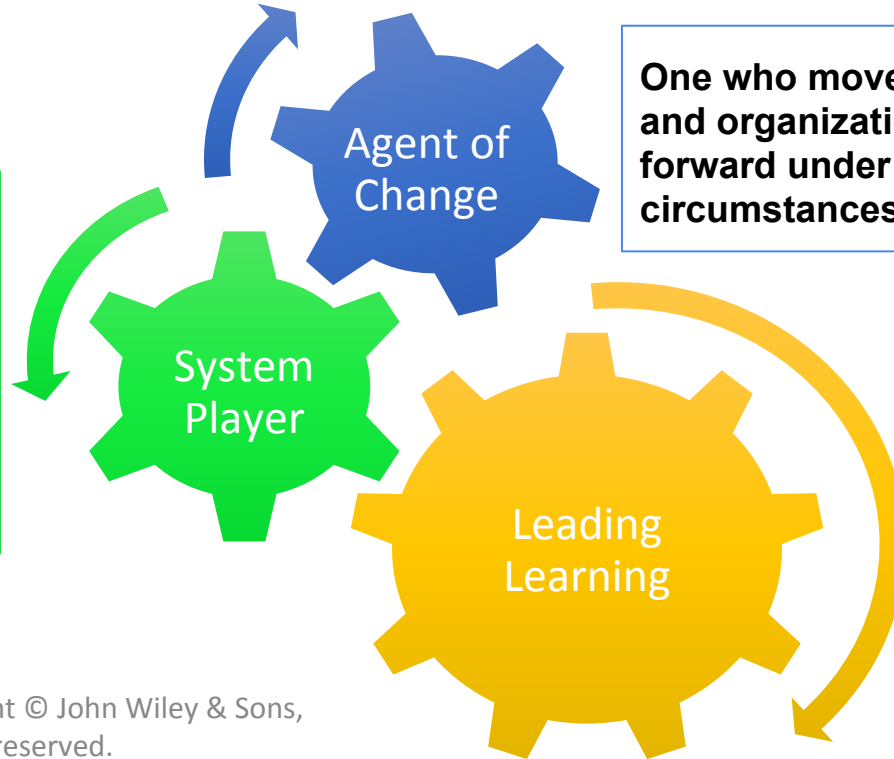 Agent of
Change
One who move
and organizati
forward under
circumstances
System
Player
Leading
Learning
nt © John Wiley & Sons,
reserved.